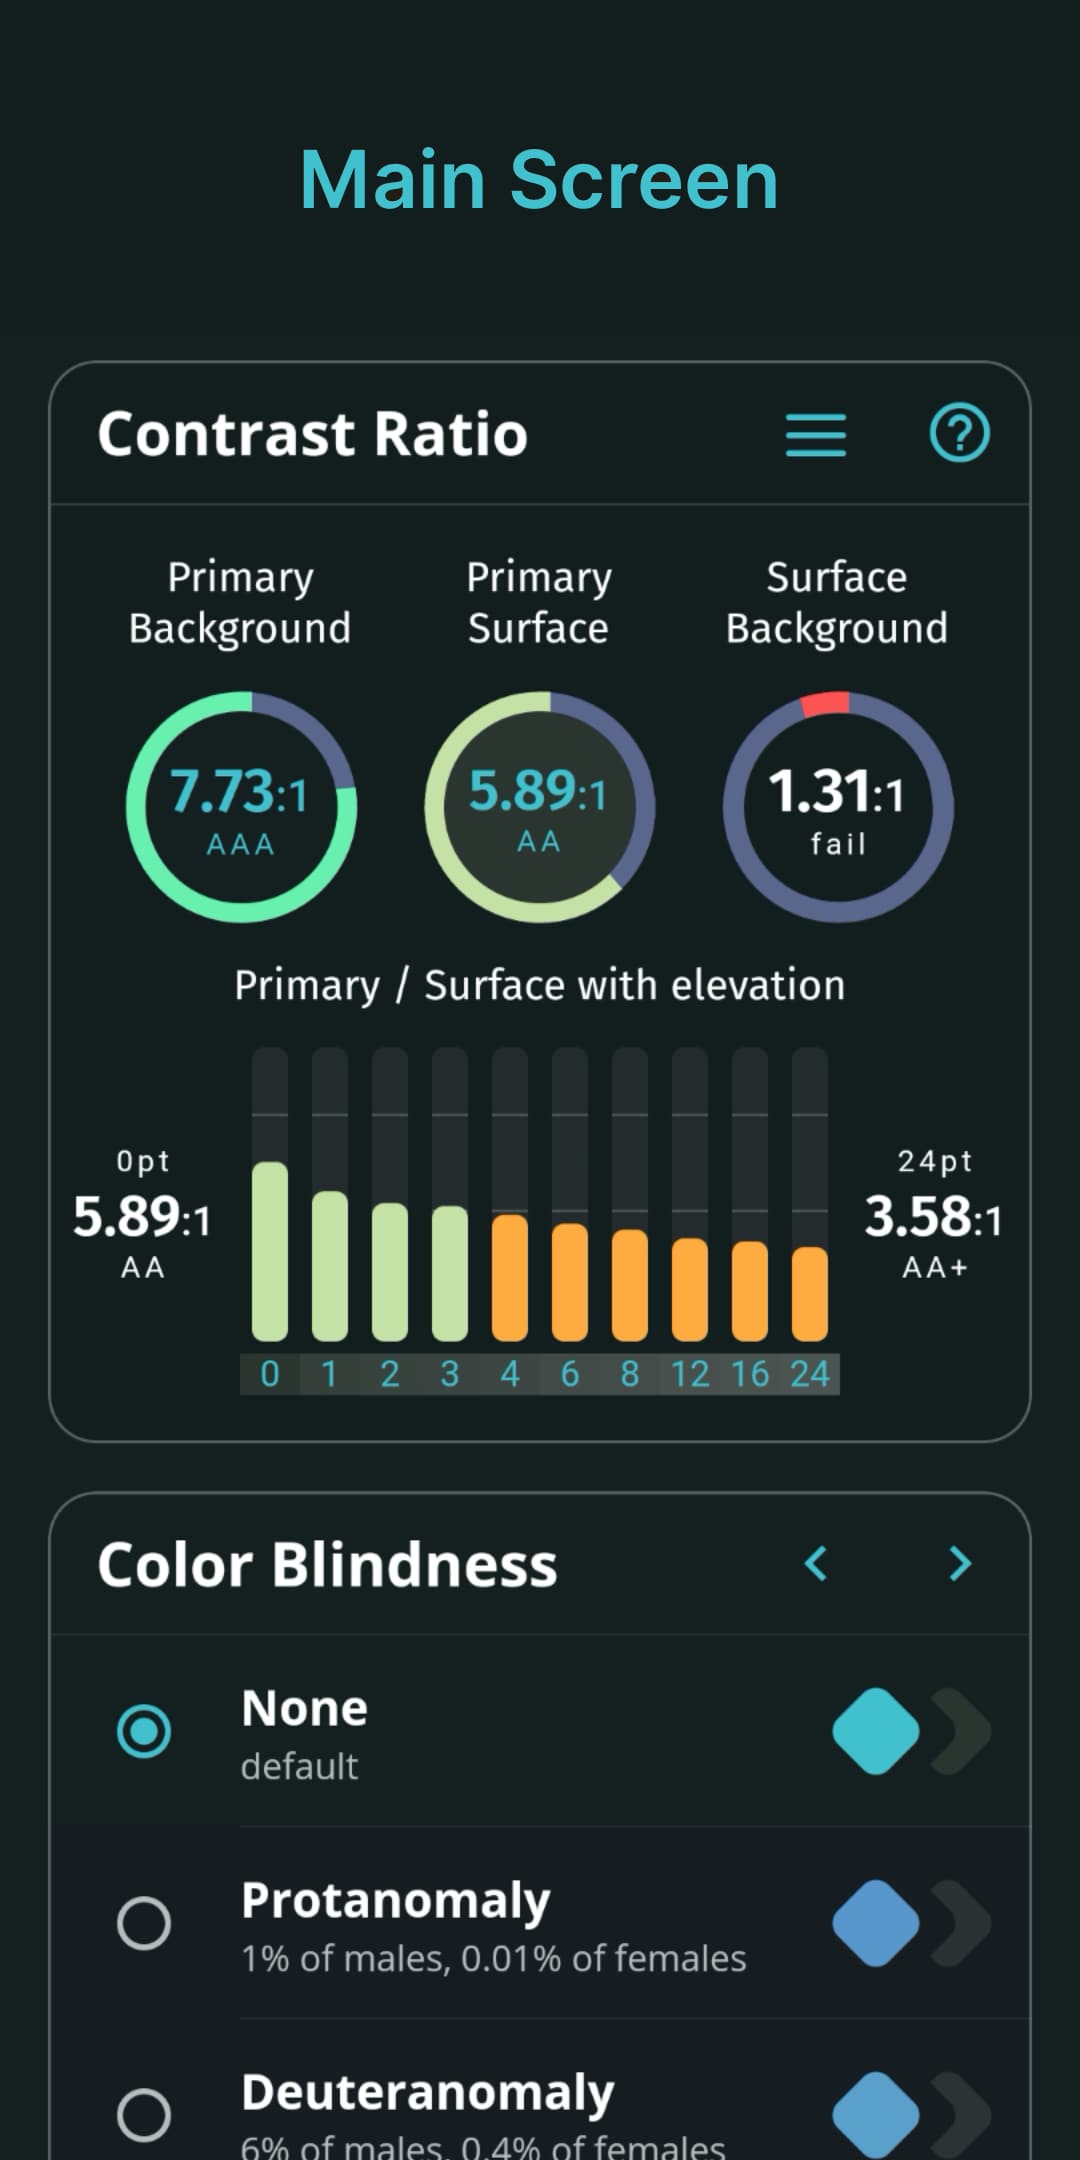 Main Screen
Contrast Ratio
Primary
Background
Primary
Surface
Surface
Background
7.73:1
AAA
5.89:1
AA
1.31:1
fail
Primary / Surface with elevation
0pt
5.89:1
AA
24pt
3.58:1
AA+
0 1 2 3 4 6 8 12 16 24
Color Blindness
None
default
Protanomaly
1% of males, 0.01% of females
Deuteranomaly
6% of males, 0.4% of females